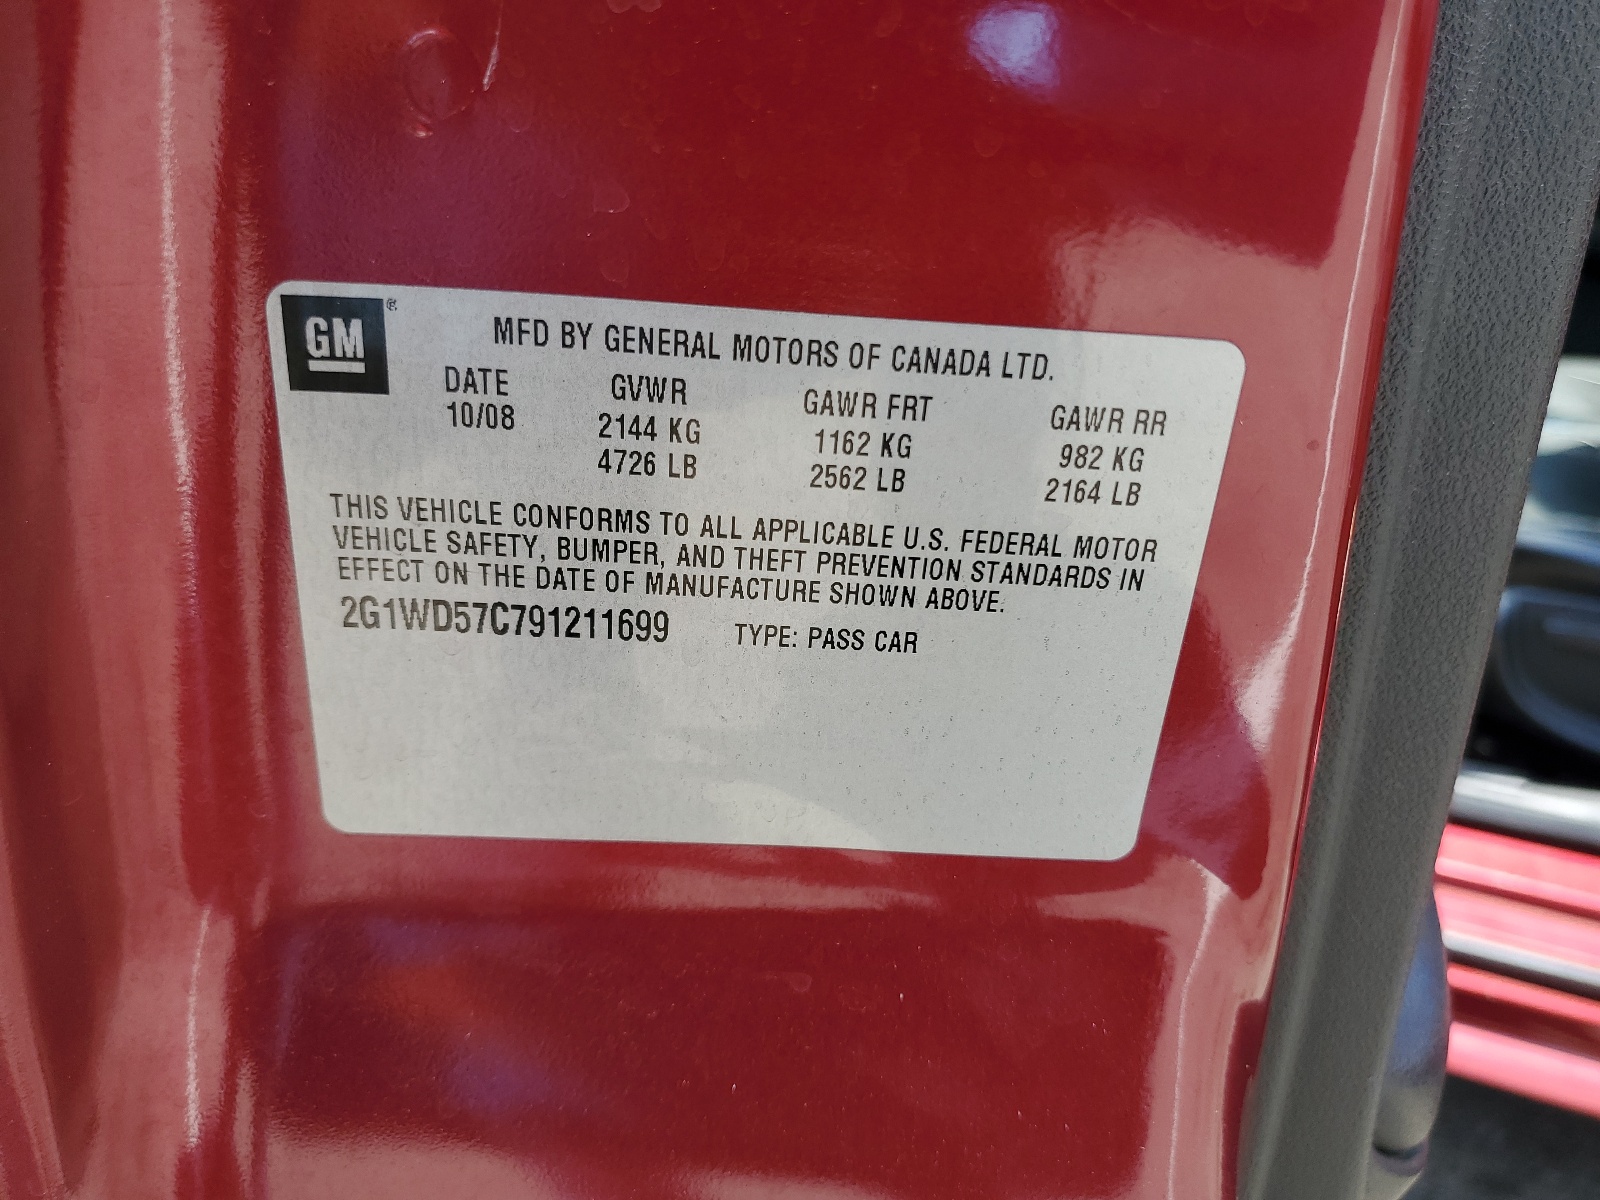 GM ®
MFD BY GENERAL MOTORS OF CANADA LTD.
DATE GVWR GAWR FRT GAWR RR
10/08 2144 KG 1162 KG 982 KG
4726 LB 2562 LB 2164 LB
THIS VEHICLE CONFORMS TO ALL APPLICABLE U.S. FEDERAL MOTOR
VEHICLE SAFETY, BUMPER, AND THEFT PREVENTION STANDARDS IN
EFFECT ON THE DATE OF MANUFACTURE SHOWN ABOVE.
2G1WD57C791211699 TYPE: PASS CAR